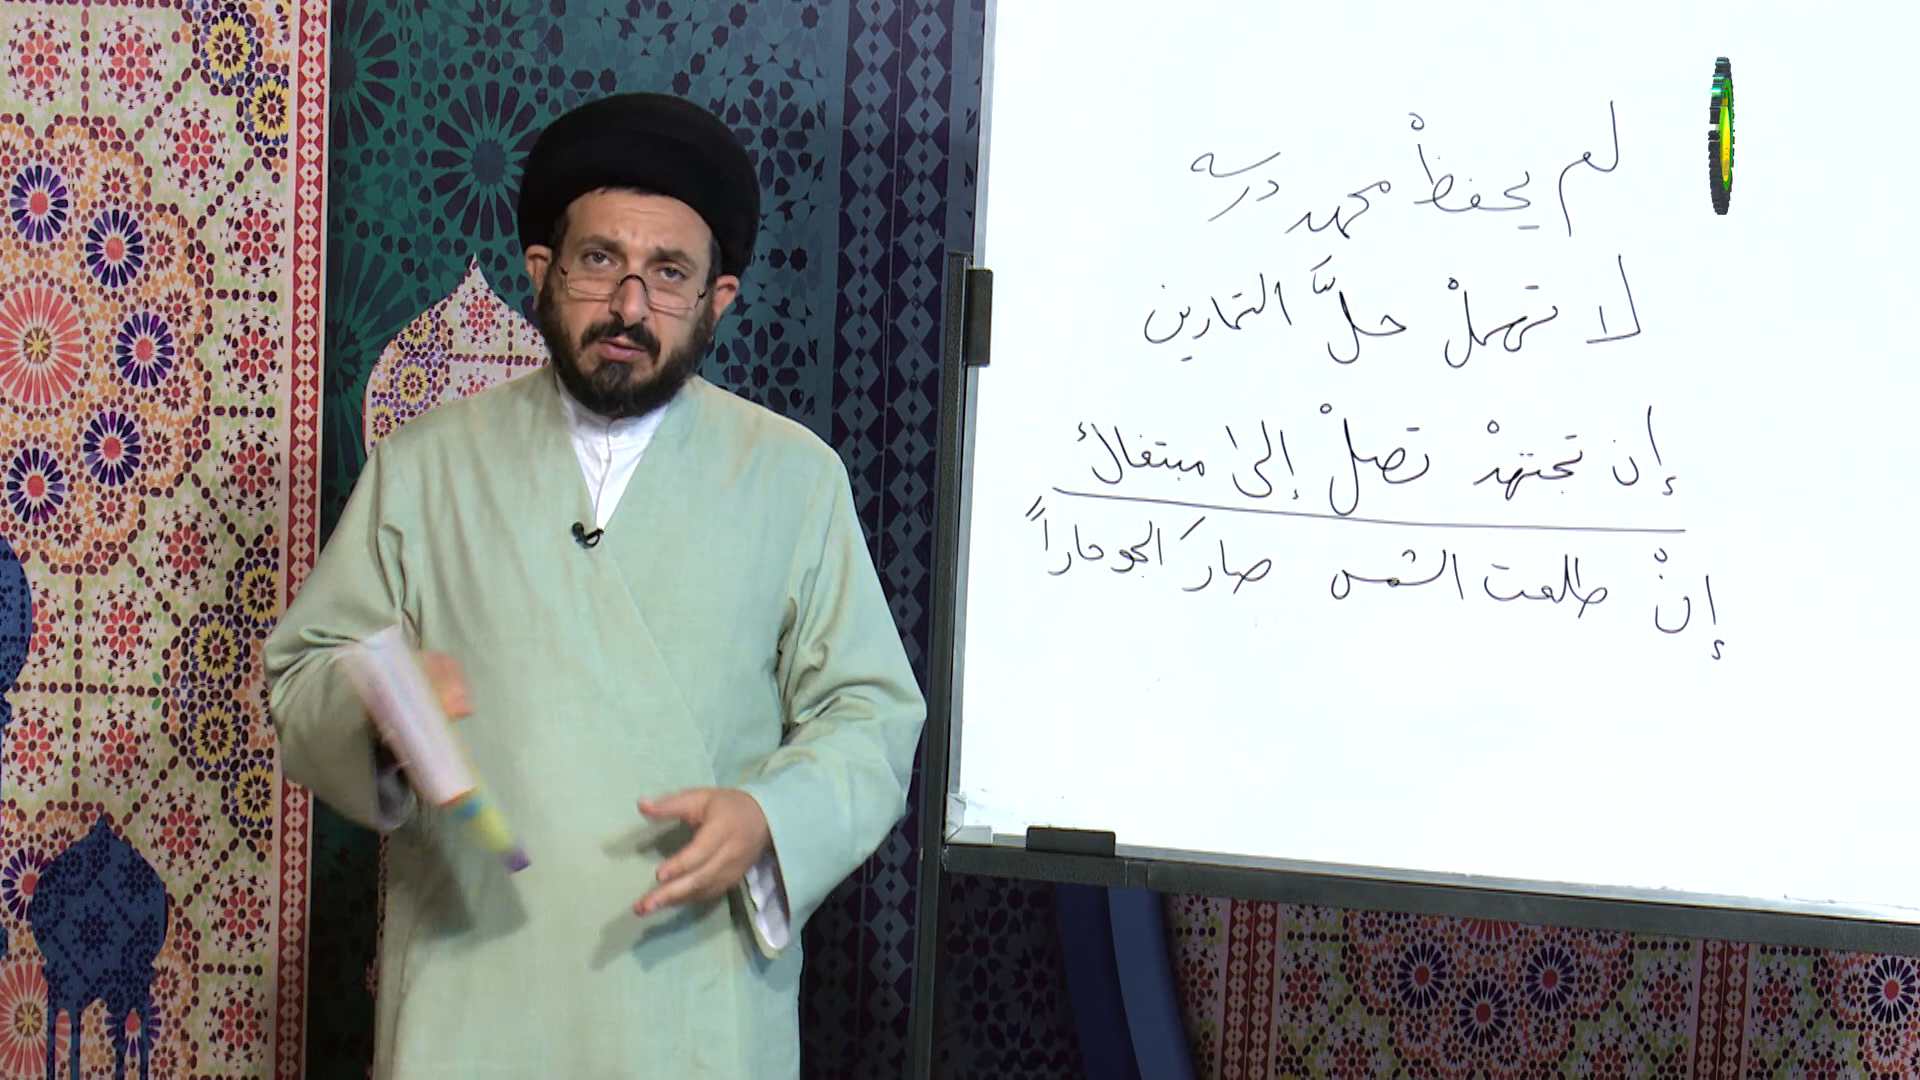 لم يحفظْ محمد درسه
لا تهملْ حلَّ التمارين
إن تجتهدْ تصلْ إلى مبتغاك
إنْ طلعت الشمس صارَ الجو حاراً